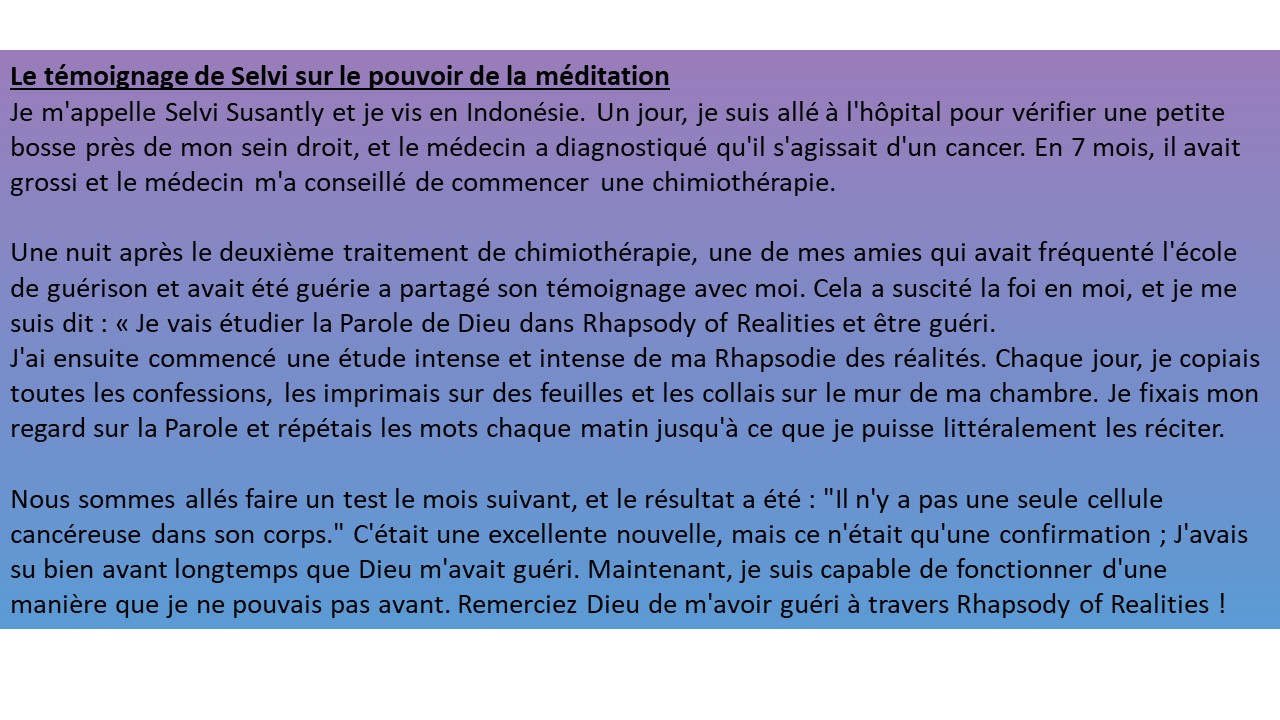 Le témoignage de Selvi sur le pouvoir de la méditation
Je m'appelle Selvi Susantly et je vis en Indonésie. Un jour, je suis allé à l'hôpital pour vérifier une petite
bosse près de mon sein droit, et le médecin a diagnostiqué qu'il s'agissait d'un cancer. En 7 mois, il avait
grossi et le médecin m'a conseillé de commencer une chimiothérapie.
Une nuit après le deuxième traitement de chimiothérapie, une de mes amies qui avait fréquenté l'école
de guérison et avait été guérie a partagé son témoignage avec moi. Cela a suscité la foi en moi, et je me
suis dit : « Je vais étudier la Parole de Dieu dans Rhapsody of Realities et être guéri.
J'ai ensuite commencé une étude intense et intense de ma Rhapsodie des réalités. Chaque jour, je copiais
toutes les confessions, les imprimais sur des feuilles et les collais sur le mur de ma chambre. Je fixais mon
regard sur la Parole et répétais les mots chaque matin jusqu'à ce que je puisse littéralement les réciter.
Nous sommes allés faire un test le mois suivant, et le résultat a été : "Il n'y a pas une seule cellule
cancéreuse dans son corps." C'était une excellente nouvelle, mais ce n'était qu'une confirmation ; J'avais
su bien avant longtemps que Dieu m'avait guéri. Maintenant, je suis capable de fonctionner d'une
manière que je ne pouvais pas avant. Remerciez Dieu de m'avoir guéri à travers Rhapsody of Realities !